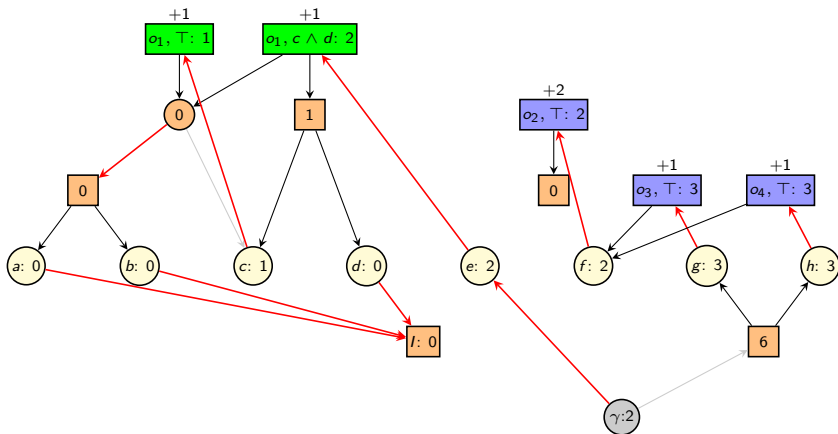 +1 +1
o₁, ⊤: 1 o₁, c ∧ d: 2
+2
0 1 o₂, ⊤: 2
+1 +1
0 0 o₃, ⊤: 3 o₄, ⊤: 3
a: 0 b: 0 c: 1 d: 0 e: 2 f: 2 g: 3 h: 3
I: 0 6
γ:2